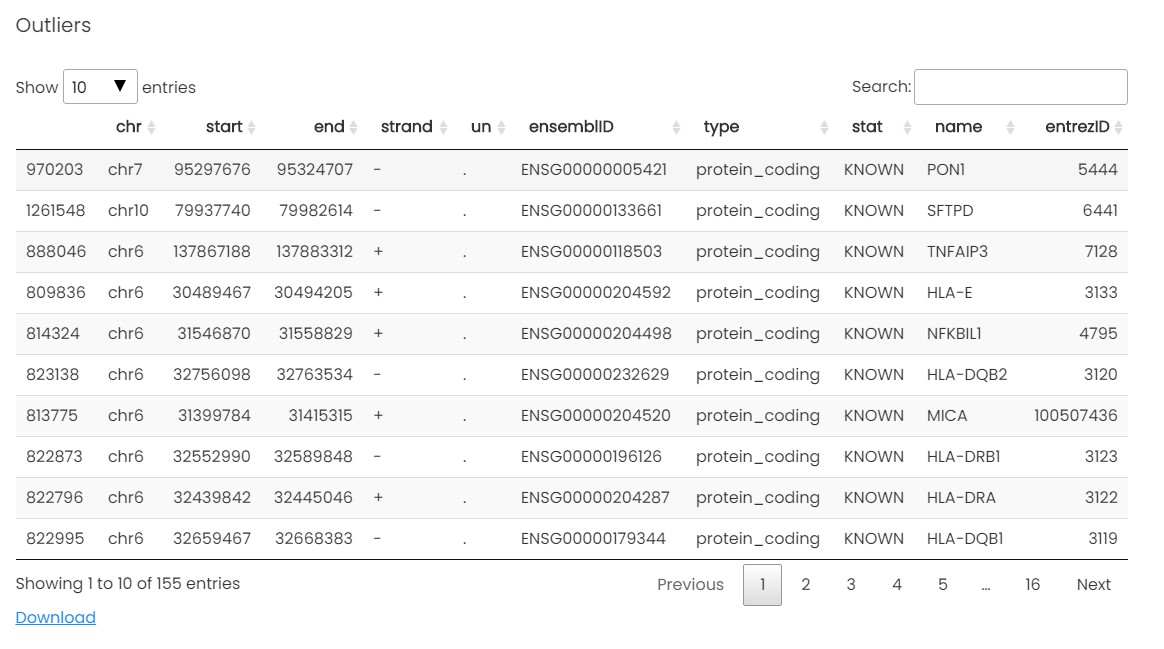 Outliers
Show 10 ▼ entries Search:
chr start end strand un ensemblID type stat name entrezID
970203 chr7 95297676 95324707 - . ENSG00000005421 protein_coding KNOWN PON1 5444
1261548 chr10 79937740 79982614 - . ENSG00000133661 protein_coding KNOWN SFTPD 6441
888046 chr6 137867188 137883312 + . ENSG00000118503 protein_coding KNOWN TNFAIP3 7128
809836 chr6 30489467 30494205 + . ENSG00000204592 protein_coding KNOWN HLA-E 3133
814324 chr6 31546870 31558829 + . ENSG00000204498 protein_coding KNOWN NFKBIL1 4795
823138 chr6 32756098 32763534 - . ENSG00000232629 protein_coding KNOWN HLA-DQB2 3120
813775 chr6 31399784 31415315 + . ENSG00000204520 protein_coding KNOWN MICA 100507436
822873 chr6 32552990 32589848 - . ENSG00000196126 protein_coding KNOWN HLA-DRB1 3123
822796 chr6 32439842 32445046 + . ENSG00000204287 protein_coding KNOWN HLA-DRA 3122
822995 chr6 32659467 32668383 - . ENSG00000179344 protein_coding KNOWN HLA-DQB1 3119
Showing 1 to 10 of 155 entries Previous 1 2 3 4 5 … 16 Next
Download